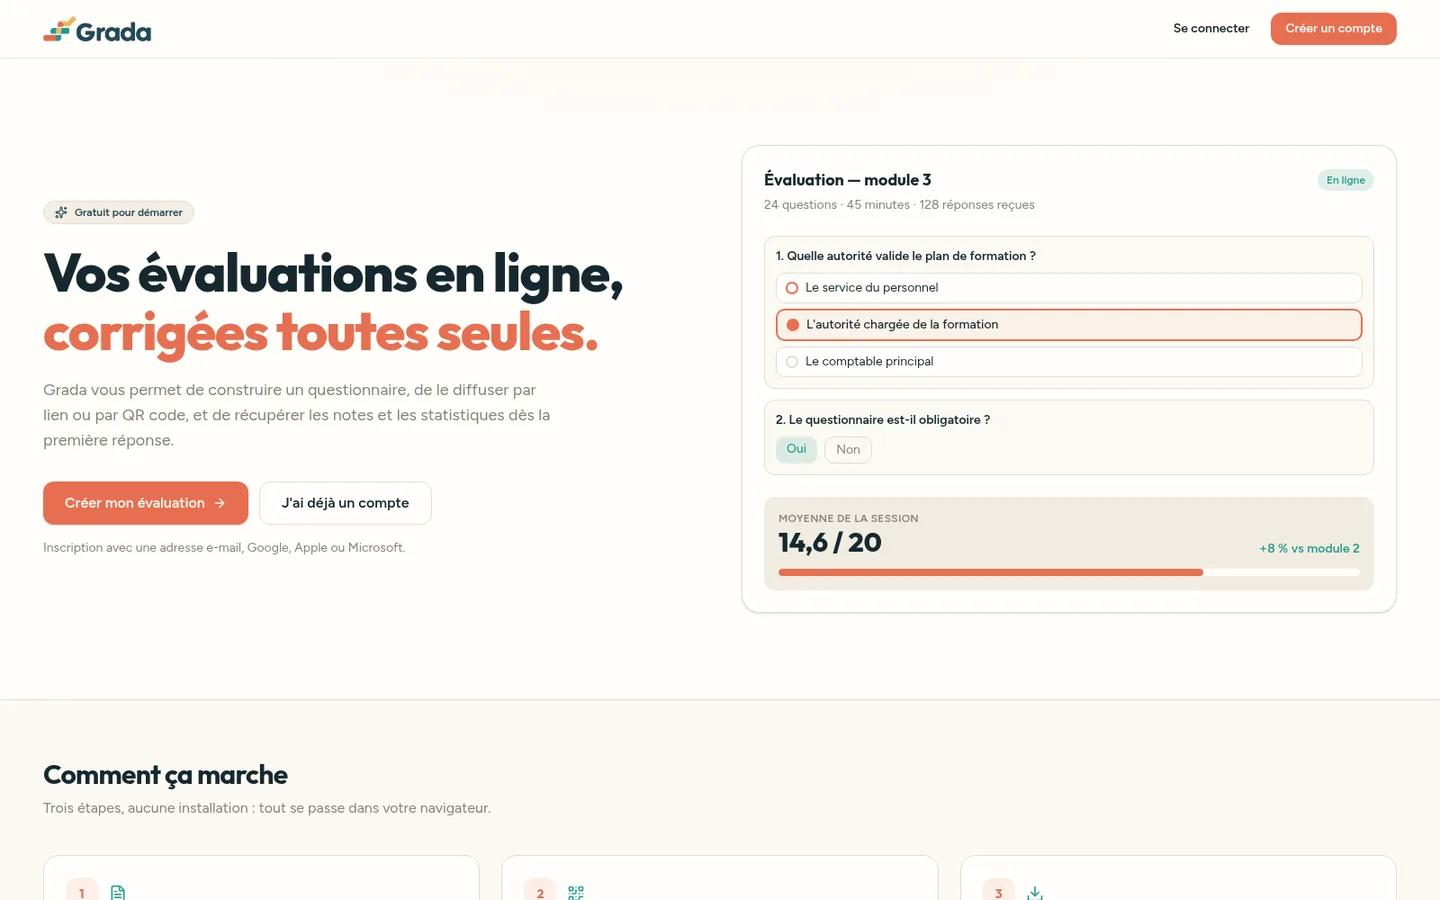 Grada
Se connecter
Créer un compte
Gratuit pour démarrer
Vos évaluations en ligne,
corrigées toutes seules.
Grada vous permet de construire un questionnaire, de le diffuser par
lien ou par QR code, et de récupérer les notes et les statistiques dès la
première réponse.
Créer mon évaluation
J'ai déjà un compte
Inscription avec une adresse e-mail, Google, Apple ou Microsoft.
Évaluation — module 3
En ligne
24 questions · 45 minutes · 128 réponses reçues
1. Quelle autorité valide le plan de formation ?
Le service du personnel
L'autorité chargée de la formation
Le comptable principal
2. Le questionnaire est-il obligatoire ?
Oui
Non
MOYENNE DE LA SESSION
14,6 / 20
+8 % vs module 2
Comment ça marche
Trois étapes, aucune installation : tout se passe dans votre navigateur.
1
2
3